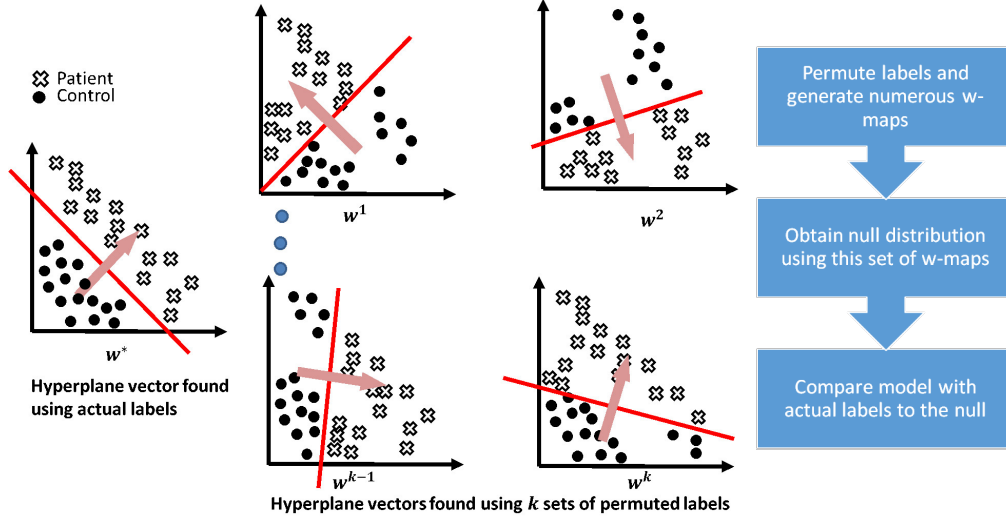 Patient
Control
w*
Hyperplane vector found
using actual labels
w¹
w²
wᵏ⁻¹
wᵏ
Hyperplane vectors found using k sets of permuted labels
Permute labels and
generate numerous w-
maps
Obtain null distribution
using this set of w-maps
Compare model with
actual labels to the null